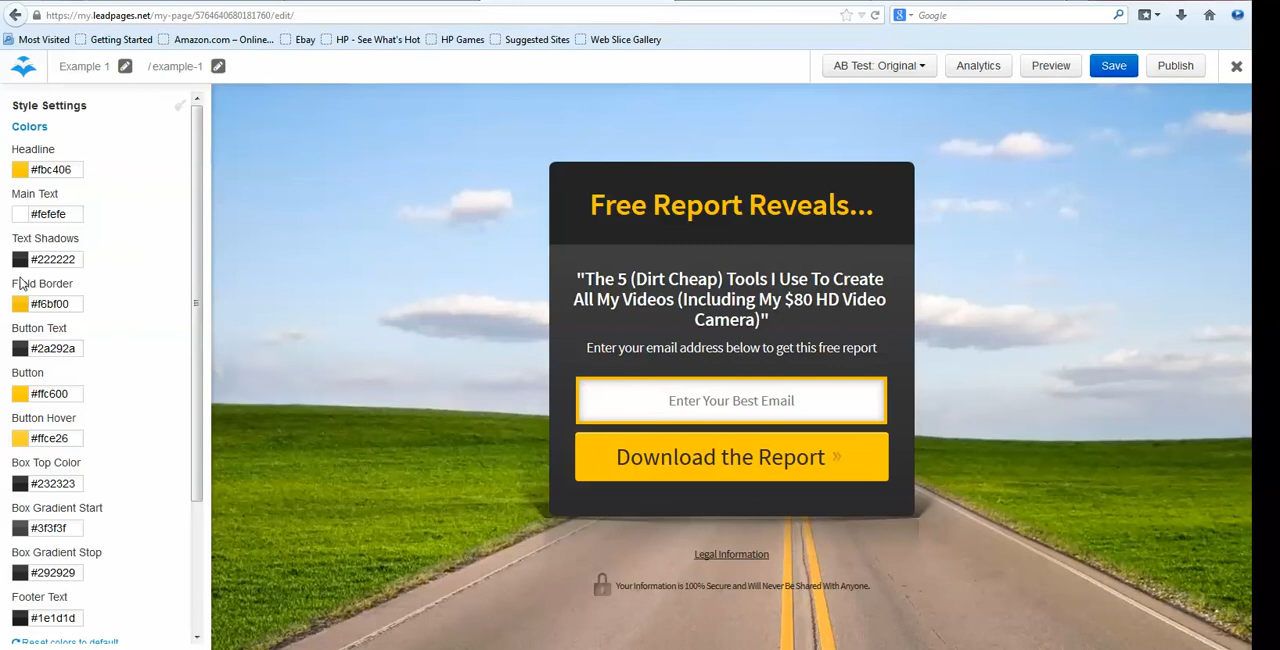 https://my.leadpages.net/my-page/5764640680181760/edit/
Google
Most Visited Getting Started Amazon.com – Online... Ebay HP - See What's Hot HP Games Suggested Sites Web Slice Gallery
Example 1 /example-1 AB Test: Original Analytics Preview Save Publish
Style Settings
Colors
Headline
#fbc406
Main Text
#fefefe
Text Shadows
#222222
Field Border
#f6bf00
Button Text
#2a292a
Button
#ffc600
Button Hover
#ffce26
Box Top Color
#232323
Box Gradient Start
#3f3f3f
Box Gradient Stop
#292929
Footer Text
#1e1d1d
Reset colors to default
Free Report Reveals...
"The 5 (Dirt Cheap) Tools I Use To Create
All My Videos (Including My $80 HD Video
Camera)"
Enter your email address below to get this free report
Enter Your Best Email
Download the Report »
Legal Information
Your Information is 100% Secure and Will Never Be Shared With Anyone.